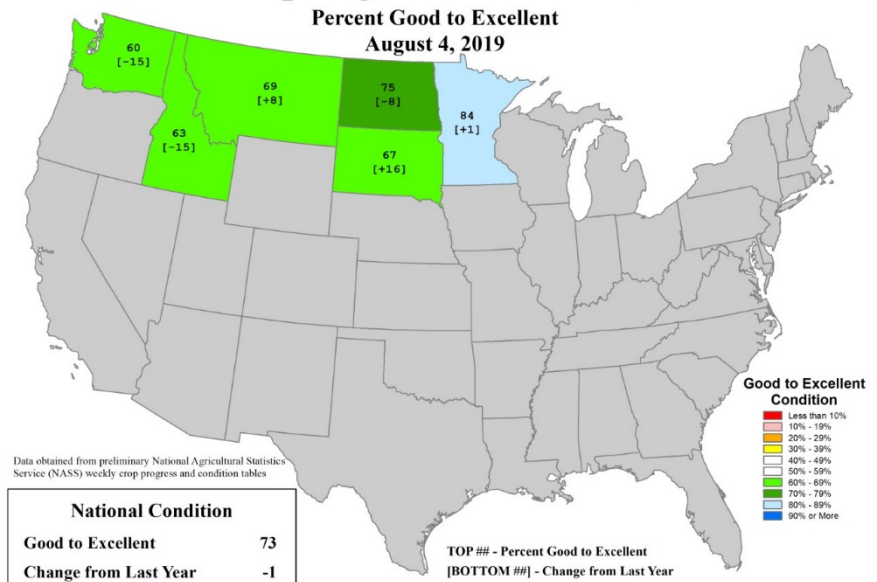 Percent Good to Excellent
August 4, 2019
60
[-15]
69
[+8]
75
[-8]
84
[+1]
63
[-15]
67
[+16]
Good to Excellent
Condition
Less than 10%
10% - 19%
20% - 29%
30% - 39%
40% - 49%
50% - 59%
60% - 69%
70% - 79%
80% - 89%
90% or More
Data obtained from preliminary National Agricultural Statistics
Service (NASS) weekly crop progress and condition tables
National Condition
Good to Excellent 73
Change from Last Year -1
TOP ## - Percent Good to Excellent
[BOTTOM ##] - Change from Last Year